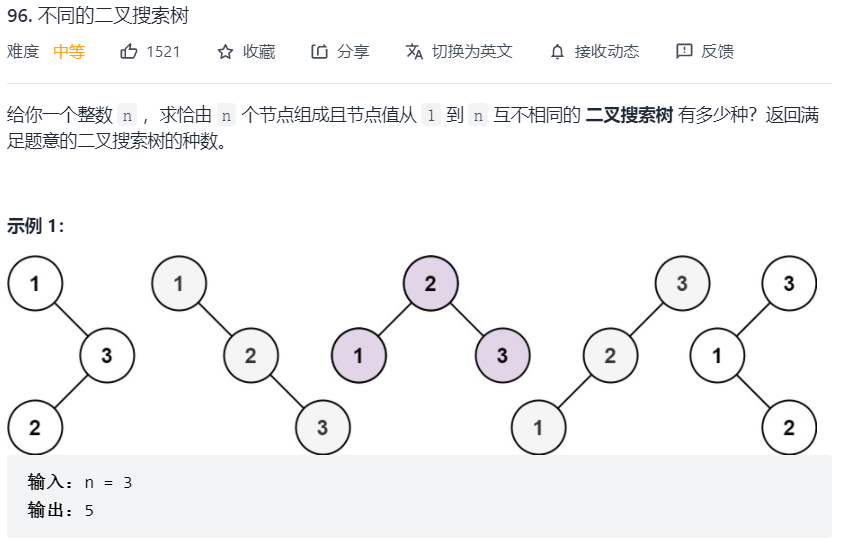 96. 不同的二叉搜索树
难度 中等 1521 收藏 分享 切换为英文 接收动态 反馈
给你一个整数 n ，求恰由 n 个节点组成且节点值从 1 到 n 互不相同的 二叉搜索树 有多少种？返回满
足题意的二叉搜索树的种数。
示例 1：
1 1 2 3 3
3 2 1 3 2 1
2 3 1 2
输入：n = 3
输出：5